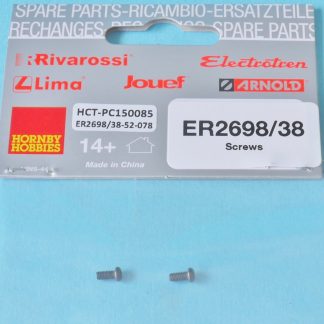 SPARE PARTS-RICAMBIO-ERSATZTEILE
RECHANGES
Rivarossi
Electrotren
Lima
Jouef
ARNOLD
HORNBY
HOBBIES
HCT-PC150085
ER2698/38-52-078
14+
Made in China
ER2698/38
Screws